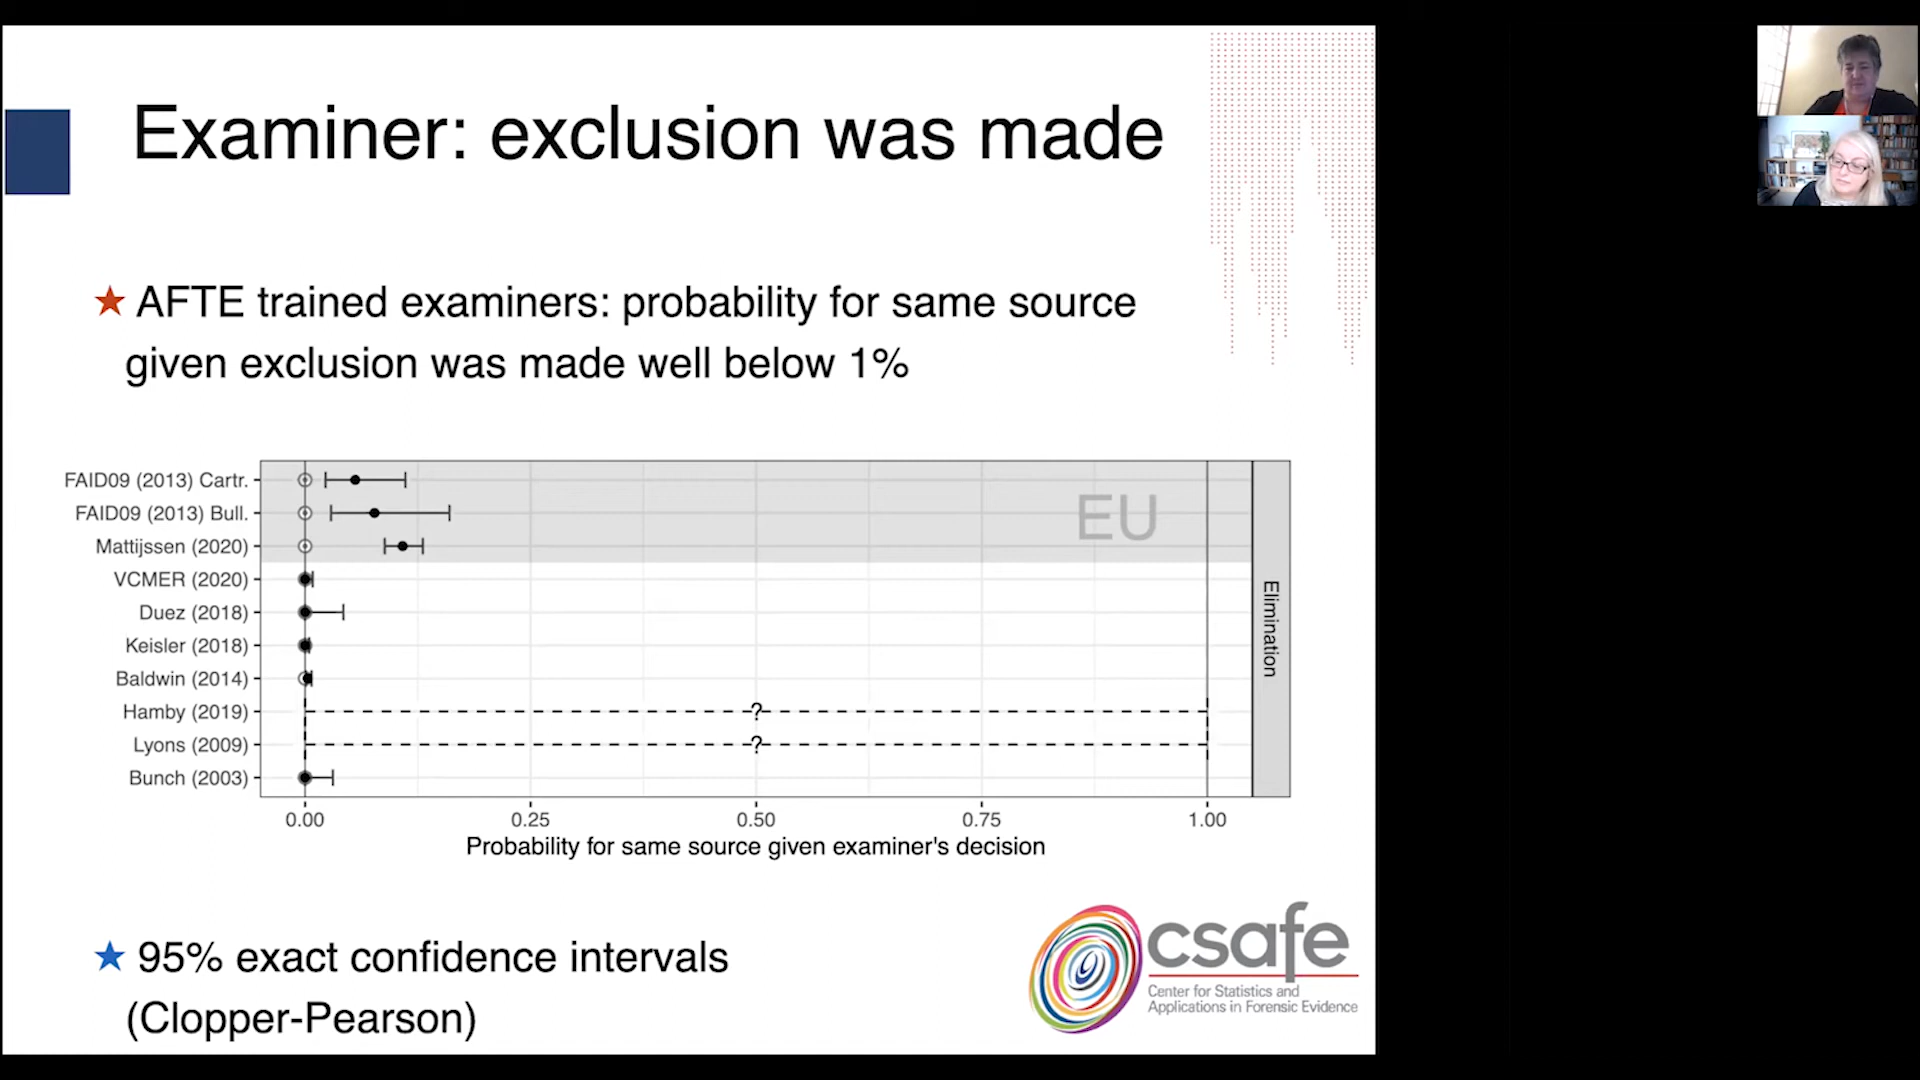 Examiner: exclusion was made
AFTE trained examiners: probability for same source
given exclusion was made well below 1%
FAID09 (2013) Cartr.
FAID09 (2013) Bull.
Mattijssen (2020)
VCMER (2020)
Duez (2018)
Keisler (2018)
Baldwin (2014)
Hamby (2019)
Lyons (2009)
Bunch (2003)
EU
?
?
Elimination
0.00 0.25 0.50 0.75 1.00
Probability for same source given examiner's decision
95% exact confidence intervals
(Clopper-Pearson)
csafe
Center for Statistics and
Applications in Forensic Evidence